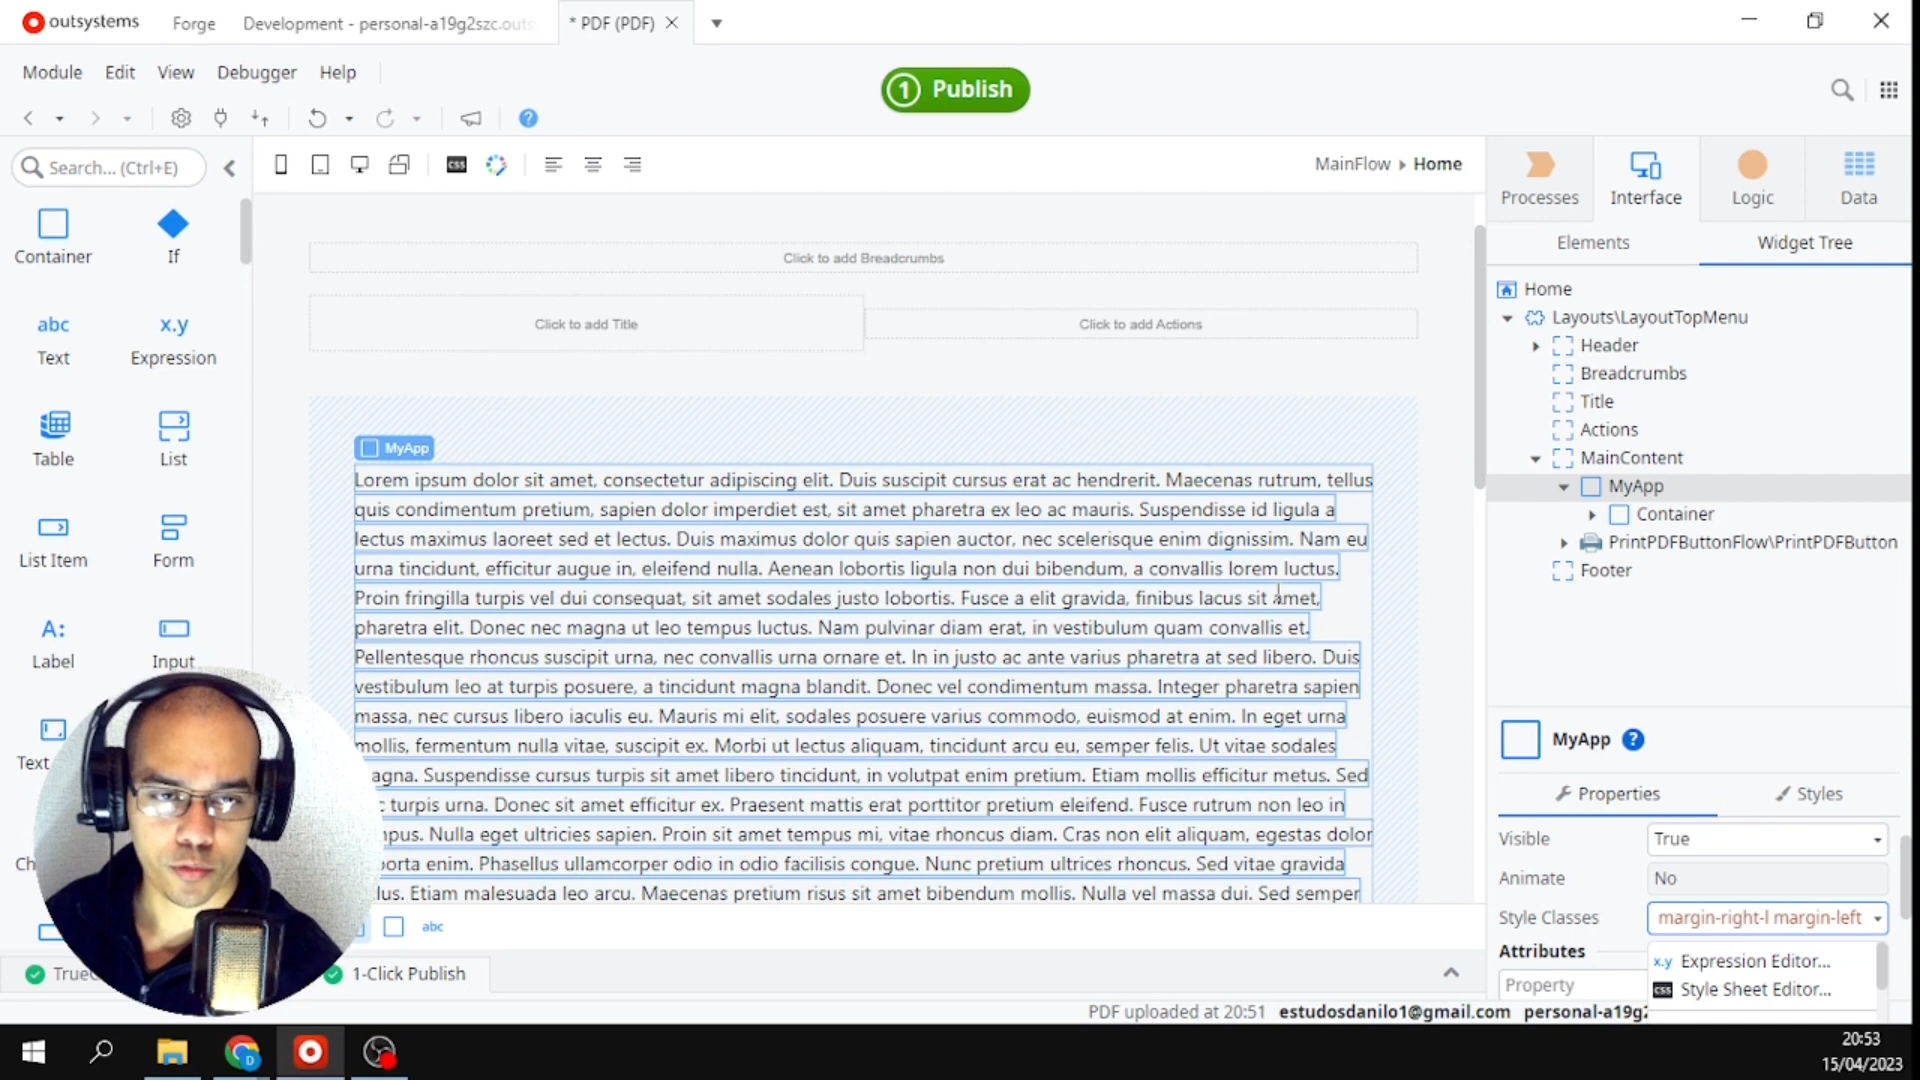 outsystems
Forge
Development - personal-a19g2szc.outs
* PDF (PDF)
Module Edit View Debugger Help
1 Publish
Search... (Ctrl+E)
css
MainFlow Home
Processes Interface Logic Data
Elements Widget Tree
Container If
abc Text
x.y Expression
Table List
List Item Form
A: Label
Input
Text
Ch
Click to add Breadcrumbs
Click to add Title
Click to add Actions
MyApp
Lorem ipsum dolor sit amet, consectetur adipiscing elit. Duis suscipit cursus erat ac hendrerit. Maecenas rutrum, tellus
quis condimentum pretium, sapien dolor imperdiet est, sit amet pharetra ex leo ac mauris. Suspendisse id ligula a
lectus maximus laoreet sed et lectus. Duis maximus dolor quis sapien auctor, nec scelerisque enim dignissim. Nam eu
urna tincidunt, efficitur augue in, eleifend nulla. Aenean lobortis ligula non dui bibendum, a convallis lorem luctus.
Proin fringilla turpis vel dui consequat, sit amet sodales justo lobortis. Fusce a elit gravida, finibus lacus sit amet,
pharetra elit. Donec nec magna ut leo tempus luctus. Nam pulvinar diam erat, in vestibulum quam convallis et.
Pellentesque rhoncus suscipit urna, nec convallis urna ornare et. In in justo ac ante varius pharetra at sed libero. Duis
vestibulum leo at turpis posuere, a tincidunt magna blandit. Donec vel condimentum massa. Integer pharetra sapien
massa, nec cursus libero iaculis eu. Mauris mi elit, sodales posuere varius commodo, euismod at enim. In eget urna
mollis, fermentum nulla vitae, suscipit ex. Morbi ut lectus aliquam, tincidunt arcu eu, semper felis. Ut vitae sodales
agna. Suspendisse cursus turpis sit amet libero tincidunt, in volutpat enim pretium. Etiam mollis efficitur metus. Sed
c turpis urna. Donec sit amet efficitur ex. Praesent mattis erat porttitor pretium eleifend. Fusce rutrum non leo in
mpus. Nulla eget ultricies sapien. Proin sit amet tempus mi, vitae rhoncus diam. Cras non elit aliquam, egestas dolor
porta enim. Phasellus ullamcorper odio in odio facilisis congue. Nunc pretium ultrices rhoncus. Sed vitae gravida
lus. Etiam malesuada leo arcu. Maecenas pretium risus sit amet bibendum mollis. Nulla vel massa dui. Sed semper
abc
Home
Layouts\LayoutTopMenu
Header
Breadcrumbs
Title
Actions
MainContent
MyApp
Container
PrintPDFButtonFlow\PrintPDFButton
Footer
MyApp ?
Properties Styles
Visible True
Animate No
Style Classes margin-right-l margin-left
Attributes
Property
x.y Expression Editor...
css Style Sheet Editor...
TrueC
1-Click Publish
PDF uploaded at 20:51 estudosdanilo1@gmail.com personal-a19g2
D
20:53
15/04/2023